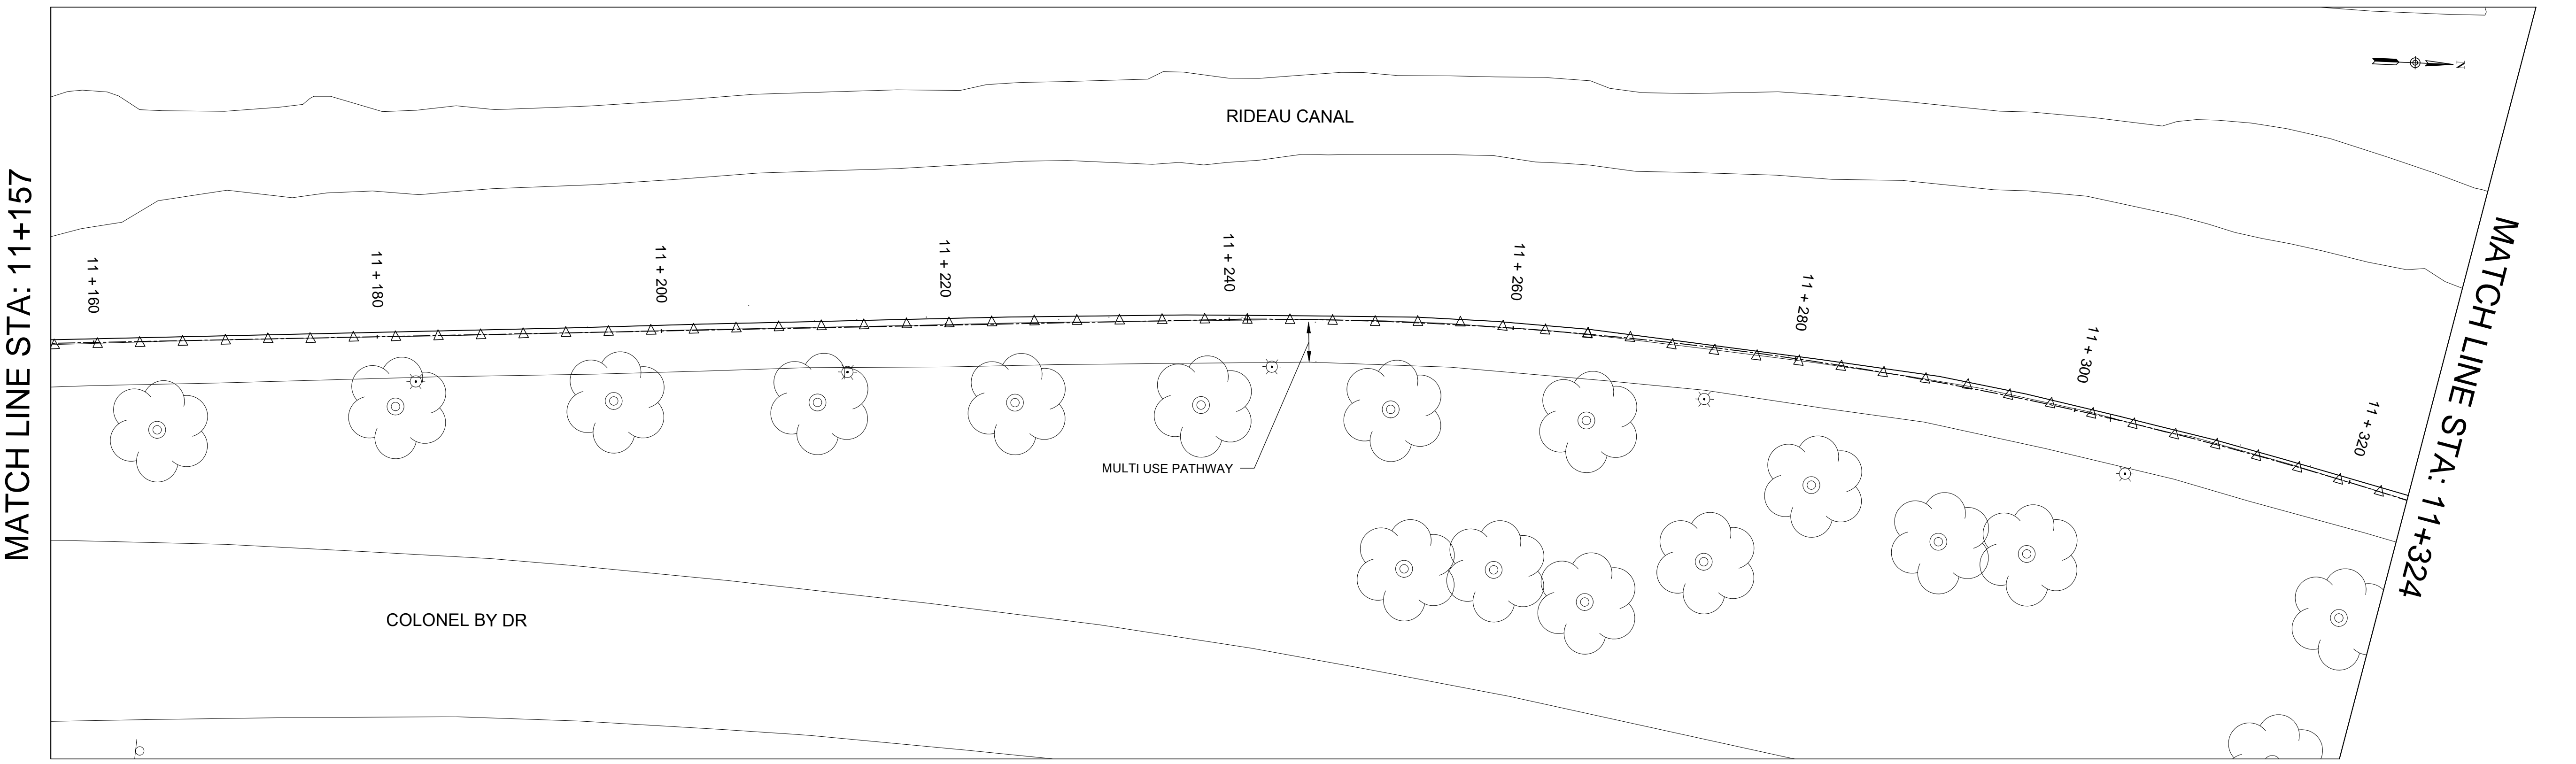 MATCH LINE STA: 11+157
N
RIDEAU CANAL
11 + 160
11 + 180
11 + 200
11 + 220
11 + 240
11 + 260
11 + 280
11 + 300
11 + 320
MATCH LINE STA: 11+324
MULTI USE PATHWAY
COLONEL BY DR